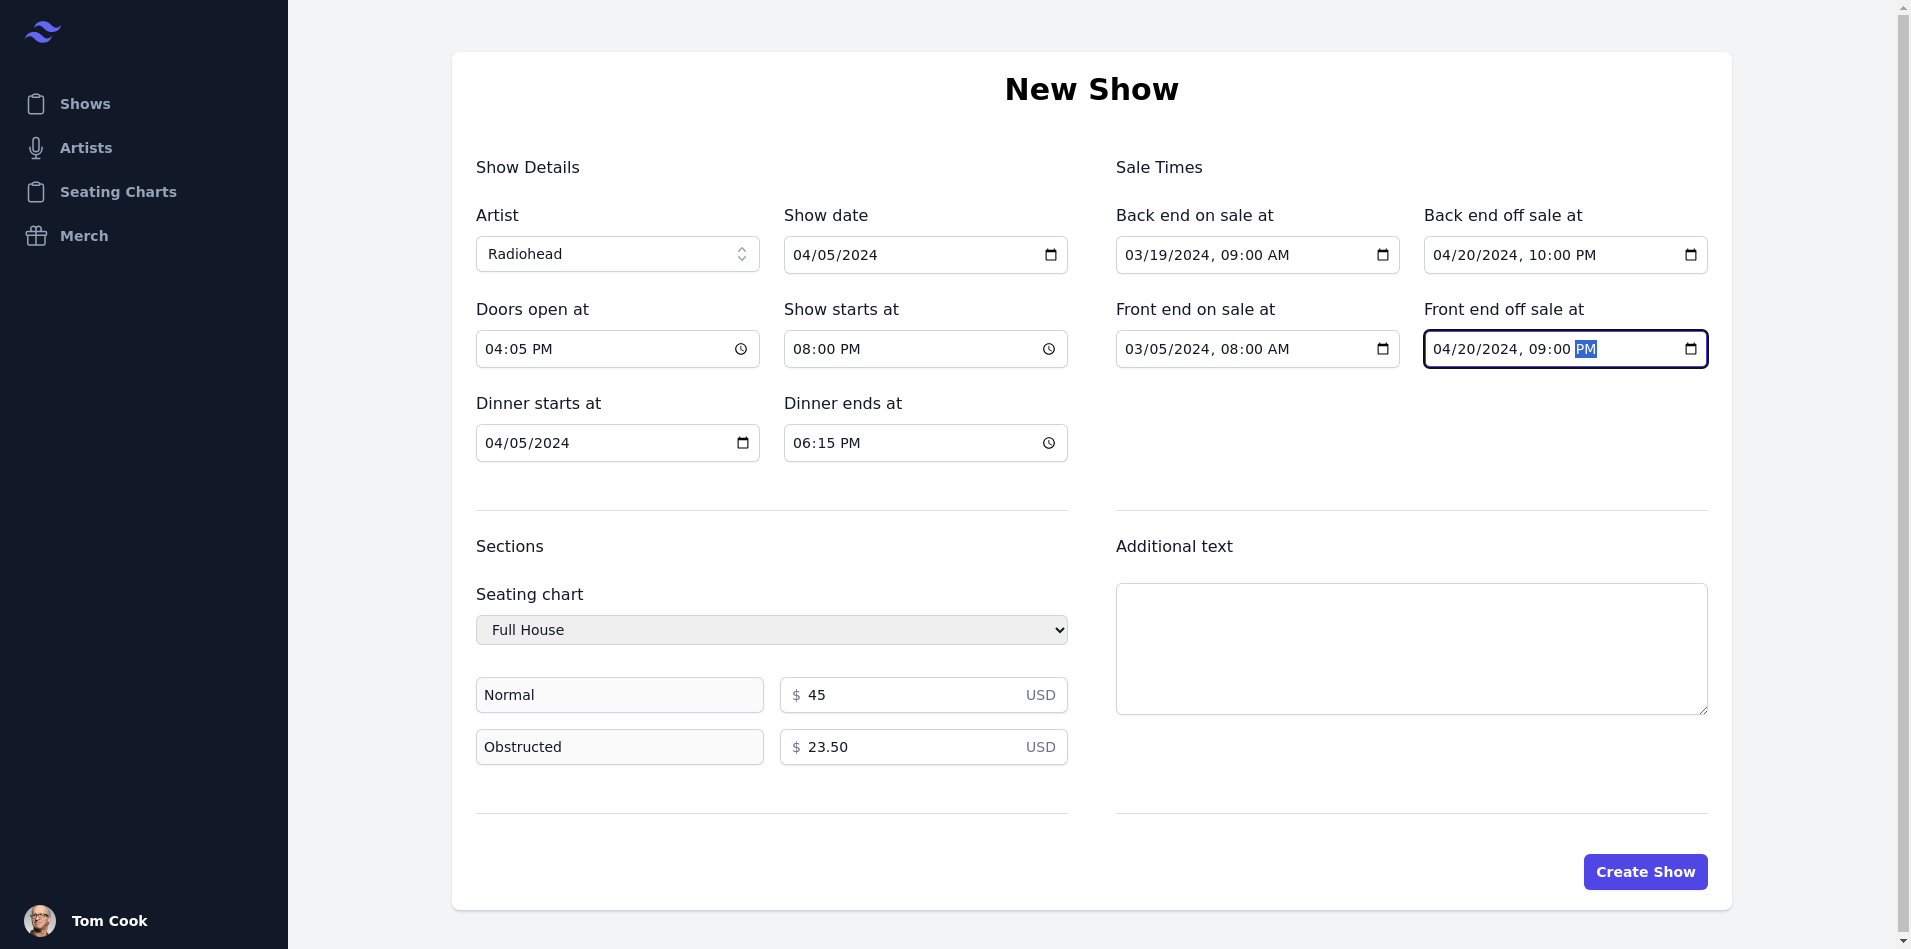 Shows
Artists
Seating Charts
Merch
Tom Cook
New Show
Show Details
Artist
Radiohead
Show date
04/05/2024
Doors open at
04:05 PM
Show starts at
08:00 PM
Dinner starts at
04/05/2024
Dinner ends at
06:15 PM
Sale Times
Back end on sale at
03/19/2024, 09:00 AM
Back end off sale at
04/20/2024, 10:00 PM
Front end on sale at
03/05/2024, 08:00 AM
Front end off sale at
04/20/2024, 09:00 PM
Sections
Seating chart
Full House
Normal
$ 45 USD
Obstructed
$ 23.50 USD
Additional text
Create Show